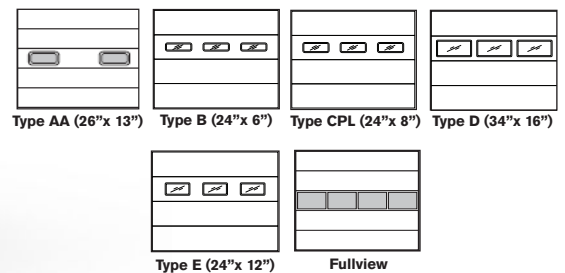 Type AA (26”x 13”) Type B (24”x 6”) Type CPL (24”x 8”) Type D (34”x 16”)
Type E (24”x 12”) Fullview